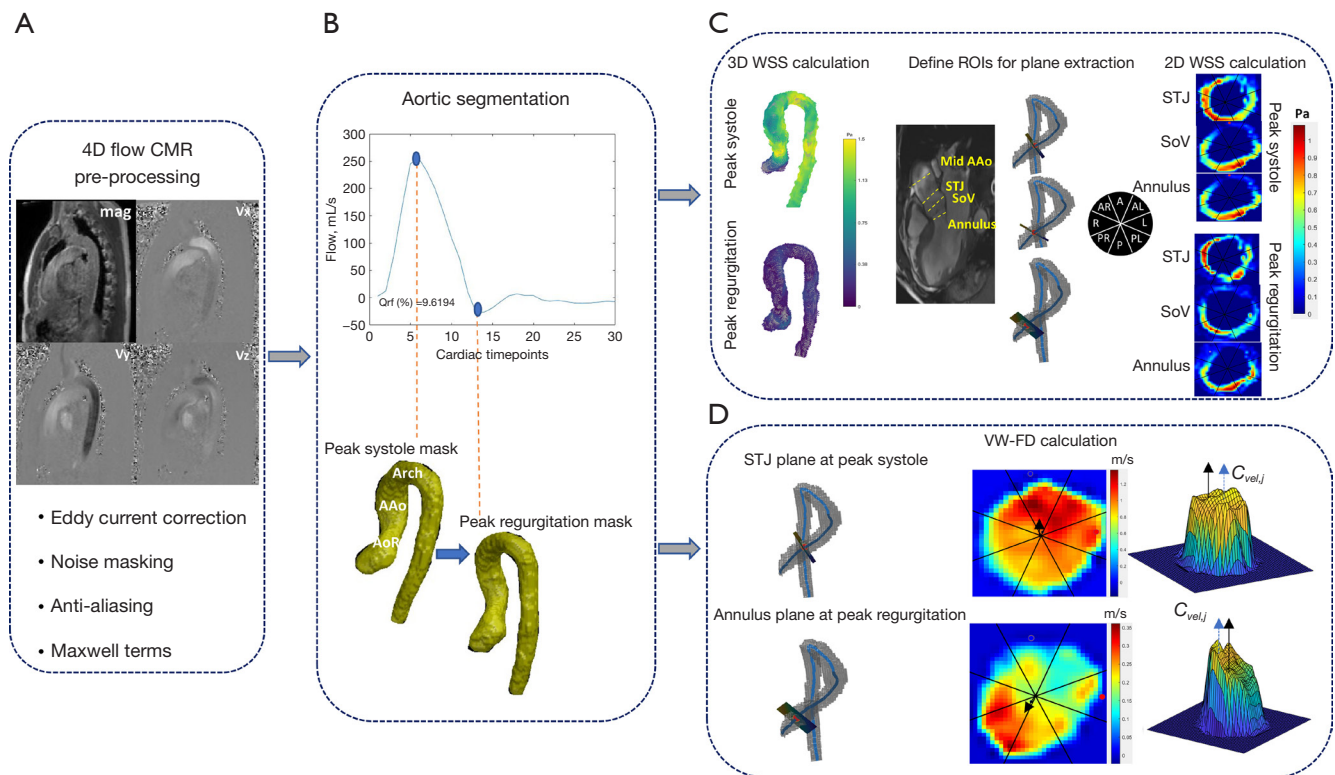 A
4D flow CMR
pre-processing
mag
Vx
Vy
Vz
• Eddy current correction
• Noise masking
• Anti-aliasing
• Maxwell terms
B
Aortic segmentation
Flow, mL/s
300
250
200
150
100
50
0
−50
Qrf (%) =9.6194
0 5 10 15 20 25 30
Cardiac timepoints
Peak systole mask
Arch
AAo
AoR
Peak regurgitation mask
C
3D WSS calculation
Define ROIs for plane extraction
2D WSS calculation
Peak systole
Pa
1.5
1.13
0.75
0.38
0
Peak regurgitation
Mid AAo
STJ
SoV
Annulus
A
AL
L
PL
P
PR
R
AR
STJ
SoV
Annulus
Peak systole
STJ
SoV
Annulus
Peak regurgitation
Pa
1.1
1
0.9
0.8
0.7
0.6
0.5
0.4
0.3
0.2
0.1
0
D
VW-FD calculation
STJ plane at peak systole
m/s
1.2
1
0.8
0.6
0.4
0.2
0
C vel,j
Annulus plane at peak regurgitation
m/s
0.35
0.3
0.25
0.2
0.15
0.1
0.05
0
C vel,j